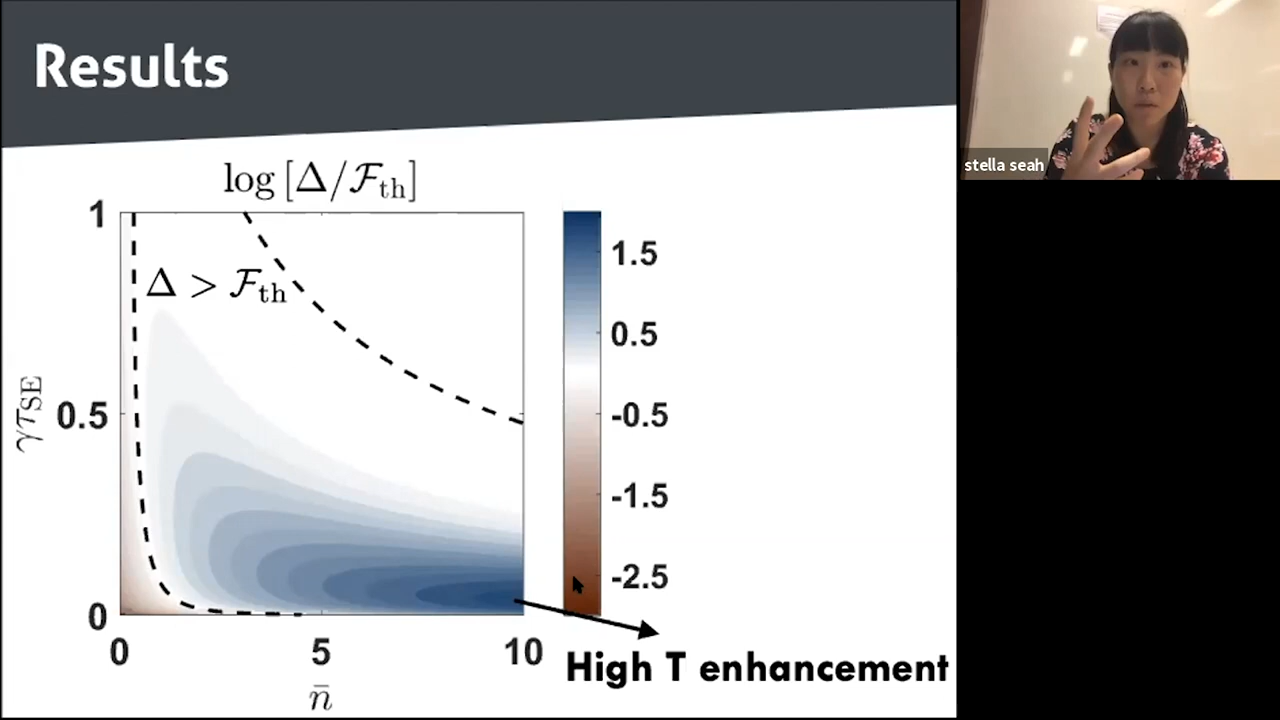 Results
log [Δ/ℱth]
1
Δ > ℱth
γτSE
0.5
0
0
5
10
n̄
1.5
0.5
-0.5
-1.5
-2.5
High T enhancement
stella seah